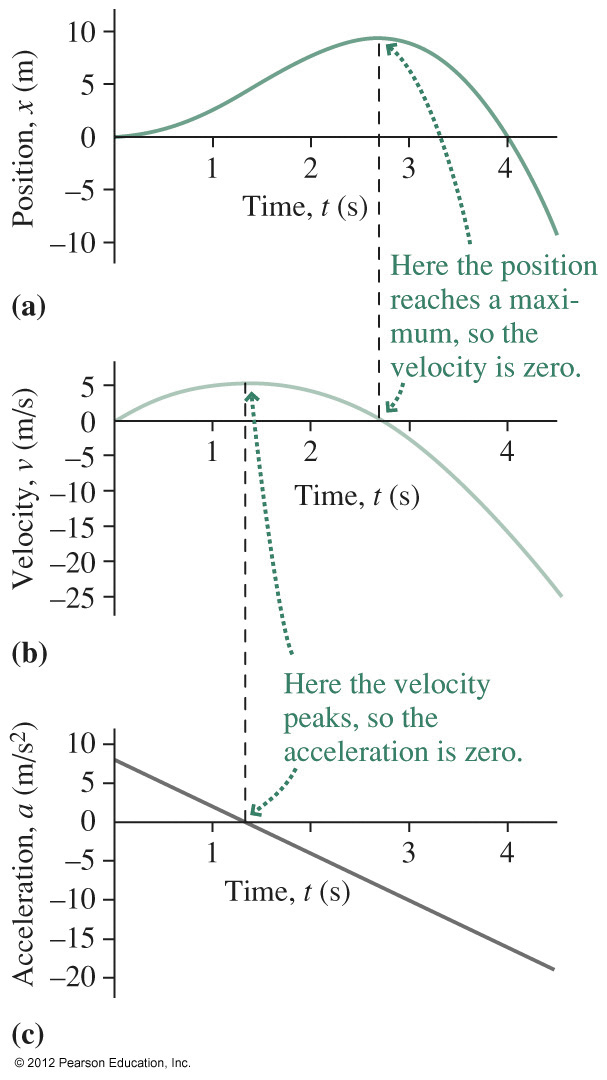 10
5
0
−5
−10
Position, x (m)
1
2
3
4
Time, t (s)
Here the position
reaches a maxi-
mum, so the
velocity is zero.
(a)
5
0
−5
−10
−15
−20
−25
Velocity, v (m/s)
1
2
4
Time, t (s)
(b)
Here the velocity
peaks, so the
acceleration is zero.
10
5
0
−5
−10
−15
−20
Acceleration, a (m/s²)
1
3
4
Time, t (s)
(c)
© 2012 Pearson Education, Inc.